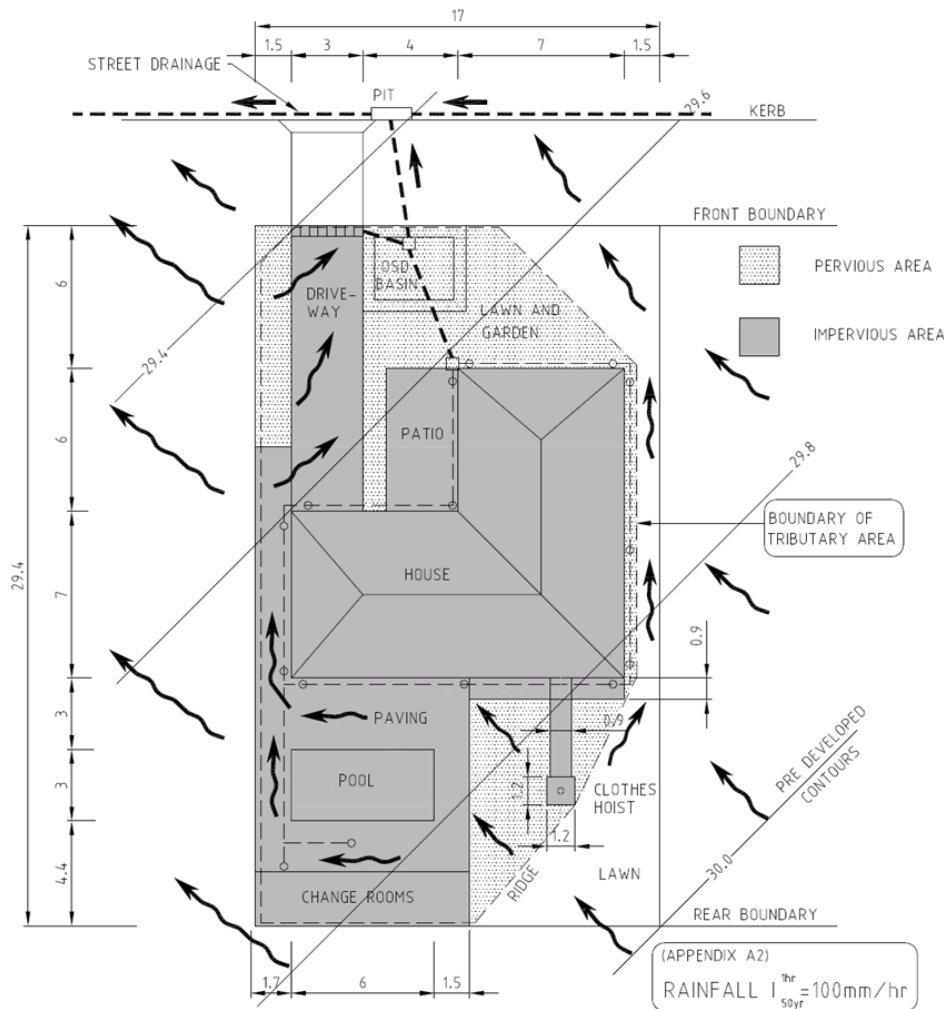 17
1.5
3
4
7
1.5
STREET DRAINAGE
PIT
29.6
KERB
FRONT BOUNDARY
PERVIOUS AREA
IMPERVIOUS AREA
OSD
BASIN
DRIVE-
WAY
LAWN AND
GARDEN
6
29.4
PATIO
6
29.8
BOUNDARY OF
TRIBUTARY AREA
29.4
HOUSE
7
0.9
PAVING
0.9
3
POOL
3
1.2
CLOTHES
HOIST
1.2
PRE DEVELOPED
CONTOURS
4.4
RIDGE
LAWN
30.0
CHANGE ROOMS
REAR BOUNDARY
1.7
6
1.5
(APPENDIX A2)
RAINFALL I 1hr 50yr =100mm/hr